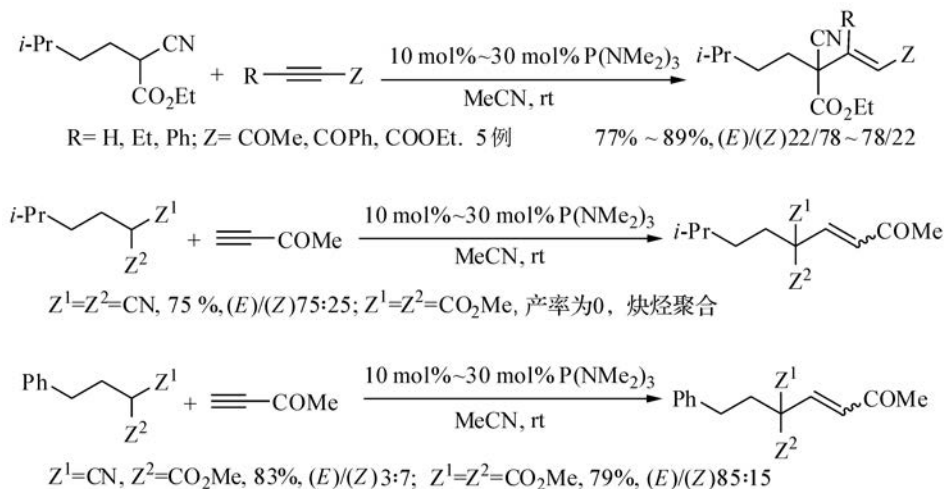 R
i-Pr CN CN Z
+ R Z 10 mol%~30 mol% P(NMe₂)₃ i-Pr
CO₂Et MeCN, rt CO₂Et
R= H, Et, Ph; Z= COMe, COPh, COOEt. 5例 77% ~ 89%, (E)/(Z)22/78 ~ 78/22
i-Pr Z¹ + COMe 10 mol%~30 mol% P(NMe₂)₃ i-Pr Z¹ COMe
Z² MeCN, rt Z²
Z¹=Z²=CN, 75 %, (E)/(Z)75:25; Z¹=Z²=CO₂Me, 产率为0，炔烃聚合
Ph Z¹ + COMe 10 mol%~30 mol% P(NMe₂)₃ Ph Z¹ COMe
Z² MeCN, rt Z²
Z¹=CN, Z²=CO₂Me, 83%, (E)/(Z)3:7; Z¹=Z²=CO₂Me, 79%, (E)/(Z)85:15